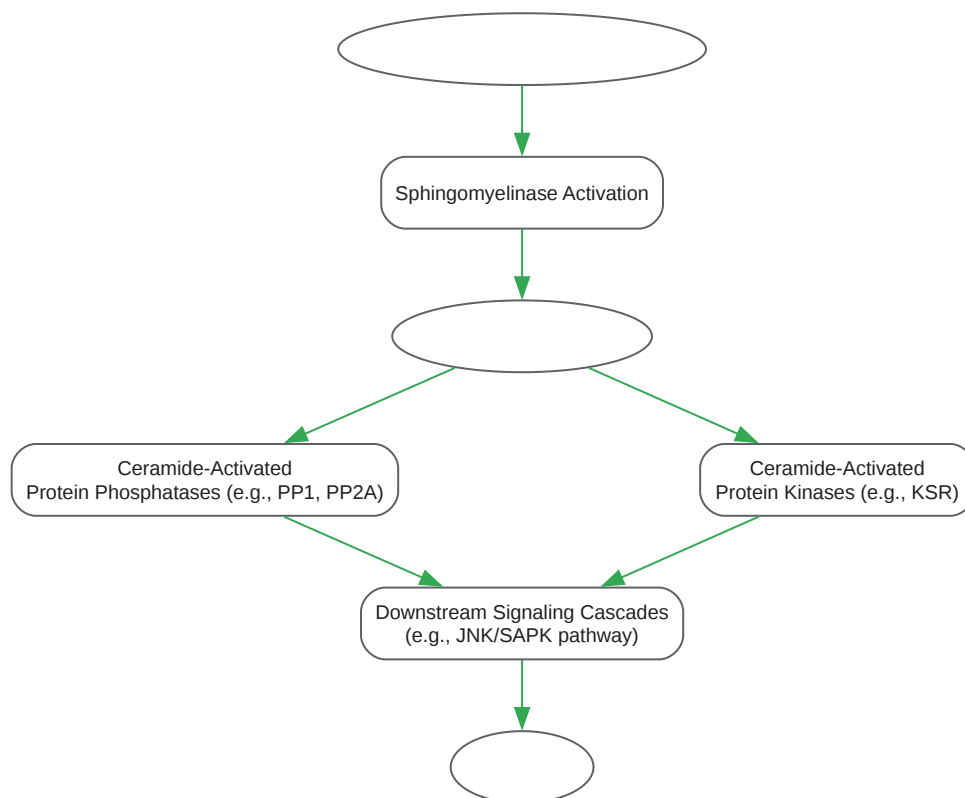 Sphingomyelinase Activation
Ceramide-Activated
Protein Phosphatases (e.g., PP1, PP2A)
Ceramide-Activated
Protein Kinases (e.g., KSR)
Downstream Signaling Cascades
(e.g., JNK/SAPK pathway)